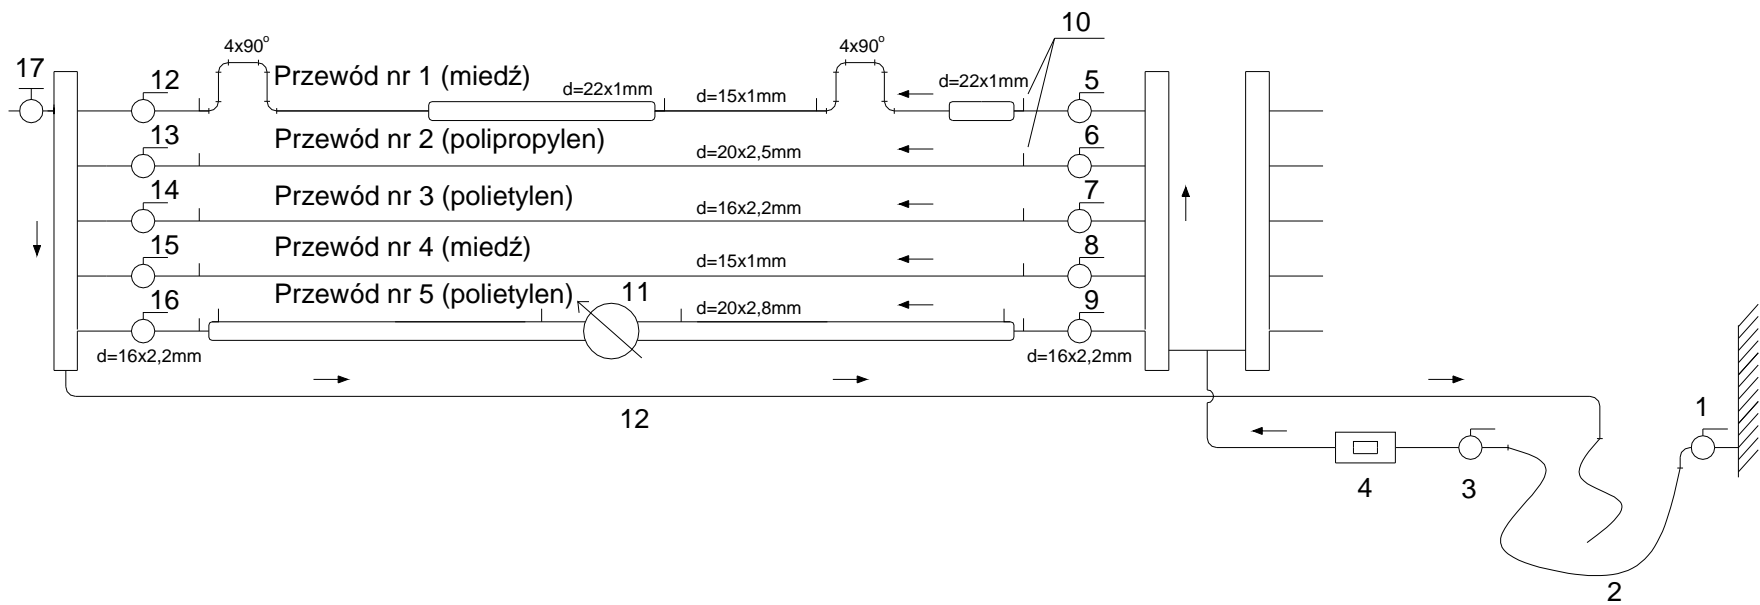 10
4x90°
4x90°
17
12
Przewód nr 1 (miedź)
d=22x1mm
d=15x1mm
d=22x1mm
5
13
Przewód nr 2 (polipropylen)
d=20x2,5mm
6
14
Przewód nr 3 (polietylen)
d=16x2,2mm
7
15
Przewód nr 4 (miedź)
d=15x1mm
8
16
Przewód nr 5 (polietylen)
11
d=20x2,8mm
9
d=16x2,2mm
d=16x2,2mm
12
1
4
3
2